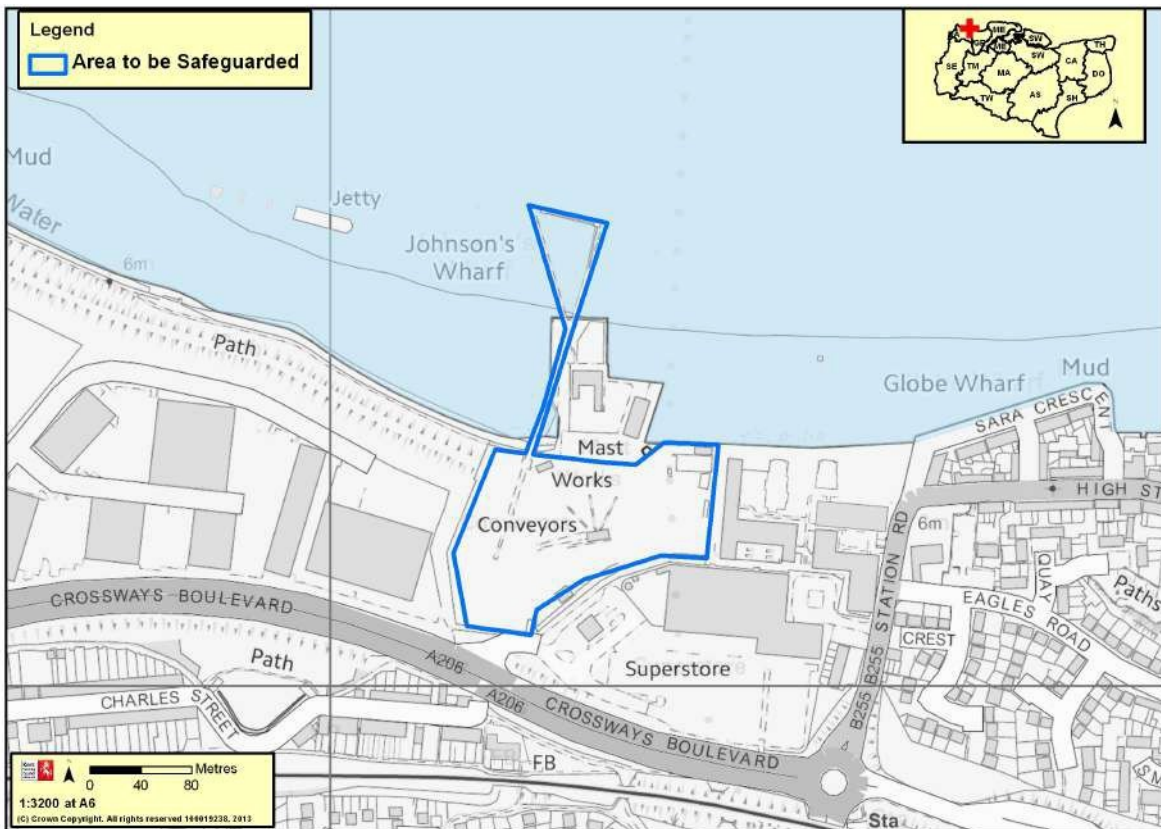 Legend
Area to be Safeguarded
ME
GR
ME
SW
SW
TH
SE
TM
MA
CA
DO
TW
AS
SH
N
Mud
Water
6m
Jetty
Johnson's
Wharf
Path
Globe Wharf
Mud
SARA CRESCENT
HIGH ST
Mast
Works
Conveyors
6m
B255 STATION RD
B255
QUAY
EAGLES ROAD
Paths
CREST
CROSSWAYS BOULEVARD
A206
A206
CROSSWAYS BOULEVARD
Superstore
Path
CHARLES STREET
FB
Sta
N
Metres
0 40 80
1:3200 at A6
(C) Crown Copyright. All rights reserved 100019238, 2013